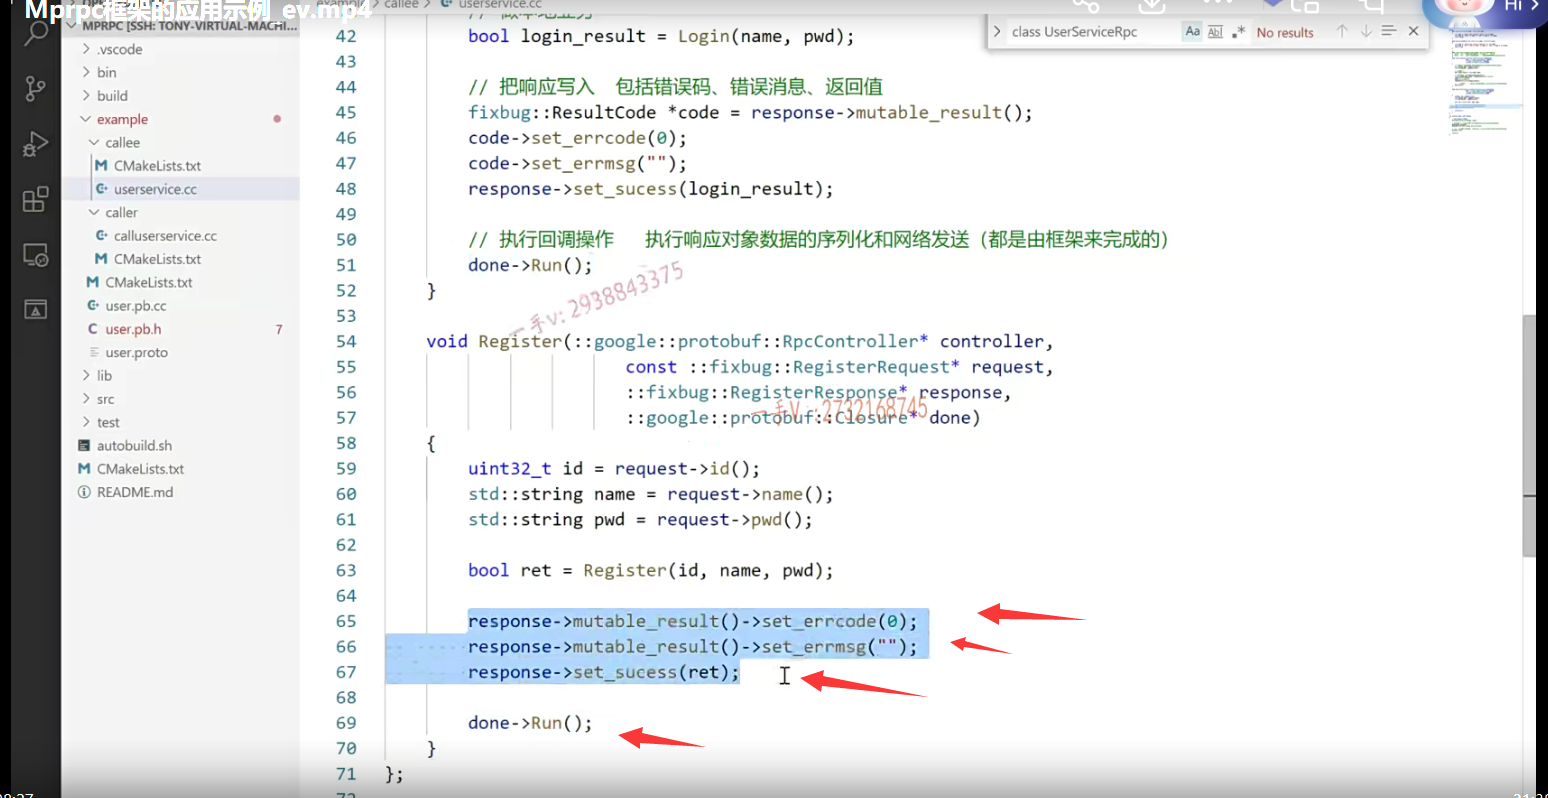 Mprpc框架的应用示例_ev.mp4
example > callee > userservice.cc
class UserServiceRpc
Aa
Abl
.*
No results
Hi
MPRPC [SSH: TONY-VIRTUAL-MACHI...
.vscode
bin
build
example
callee
CMakeLists.txt
userservice.cc
caller
calluserservice.cc
CMakeLists.txt
CMakeLists.txt
user.pb.cc
user.pb.h 7
user.proto
lib
src
test
autobuild.sh
CMakeLists.txt
README.md
// 做本地业务
42 bool login_result = Login(name, pwd);
43
44 // 把响应写入 包括错误码、错误消息、返回值
45 fixbug::ResultCode *code = response->mutable_result();
46 code->set_errcode(0);
47 code->set_errmsg("");
48 response->set_sucess(login_result);
49
50 // 执行回调操作 执行响应对象数据的序列化和网络发送（都是由框架来完成的）
51 done->Run();
52 }
一手v: 2938843375
53
54 void Register(::google::protobuf::RpcController* controller,
55 const ::fixbug::RegisterRequest* request,
56 ::fixbug::RegisterResponse* response,
一手V：2732168745
57 ::google::protobuf::Closure* done)
58 {
59 uint32_t id = request->id();
60 std::string name = request->name();
61 std::string pwd = request->pwd();
62
63 bool ret = Register(id, name, pwd);
64
65 response->mutable_result()->set_errcode(0);
66 response->mutable_result()->set_errmsg("");
67 response->set_sucess(ret);
68
69 done->Run();
70 }
71 };